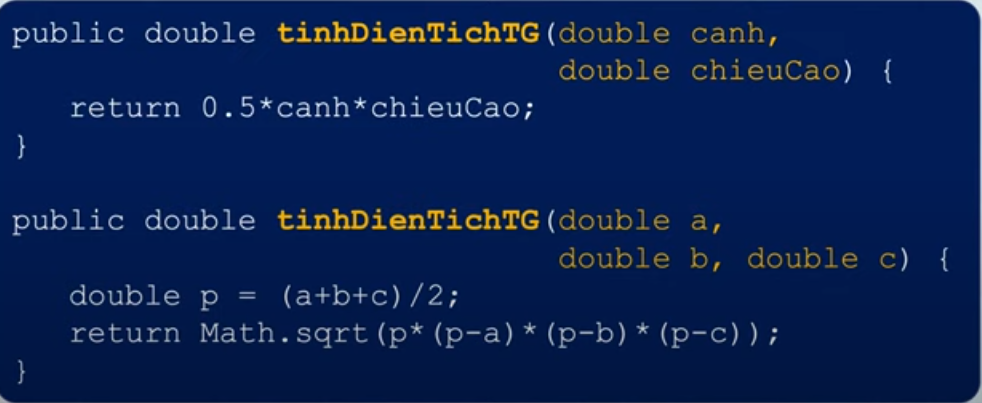 public double tinhDienTichTG(double canh,
double chieuCao) {
return 0.5*canh*chieuCao;
}
public double tinhDienTichTG(double a,
double b, double c) {
double p = (a+b+c)/2;
return Math.sqrt(p*(p-a)*(p-b)*(p-c));
}